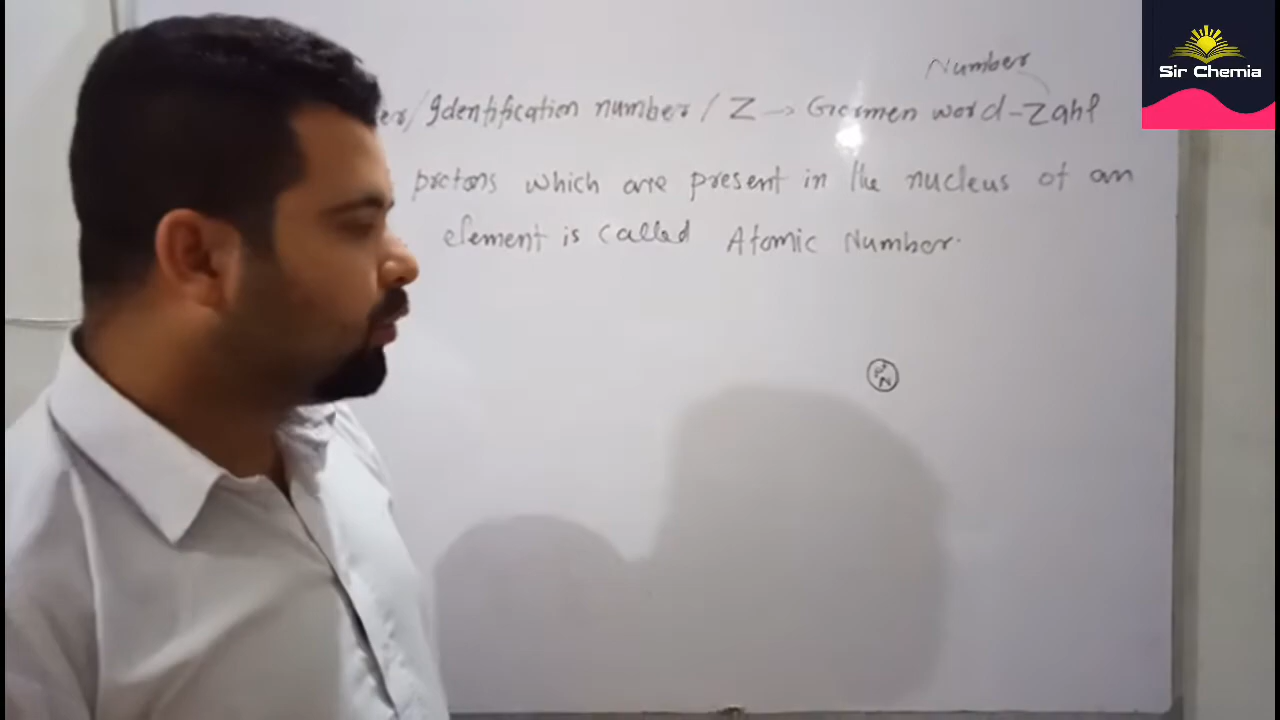 Number
Sir Chemia
er/Identification number / Z → Germen word-Zahl
protons which are present in the nucleus of an
element is called Atomic Number.
P
N